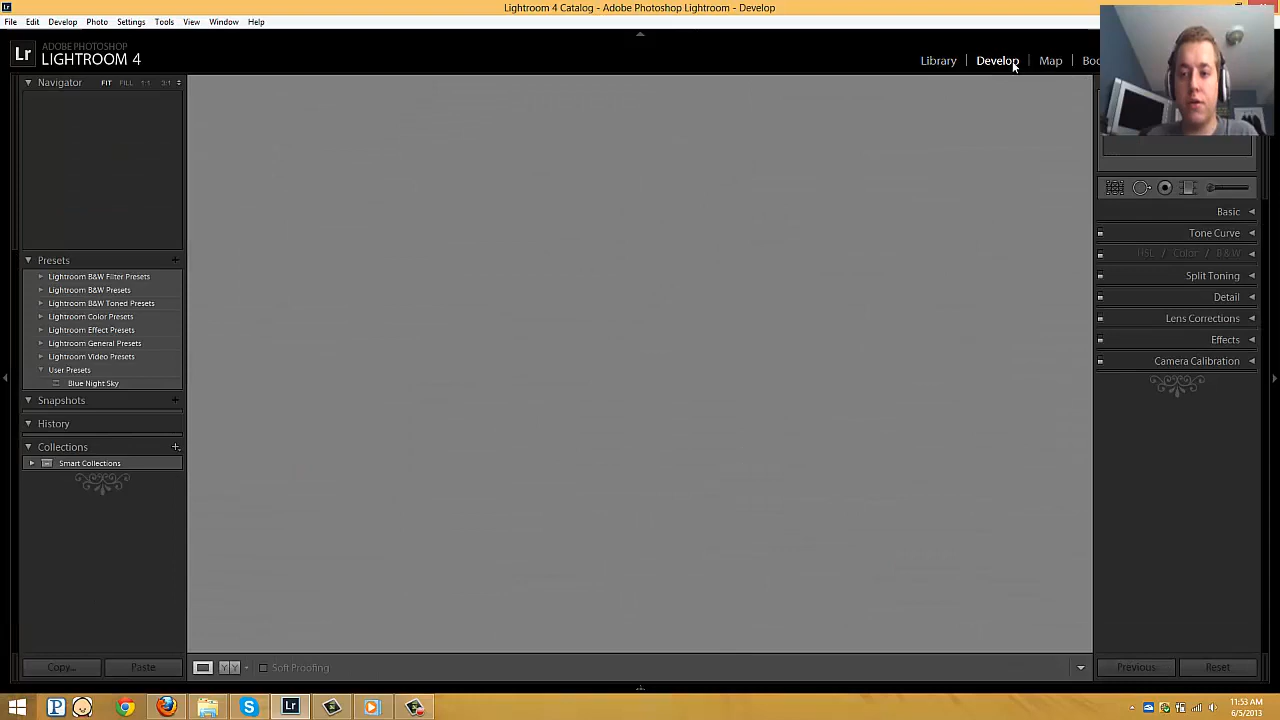 Lightroom 4 Catalog - Adobe Photoshop Lightroom - Develop
File Edit Develop Photo Settings Tools View Window Help
Lr ADOBE PHOTOSHOP
LIGHTROOM 4
Library | Develop | Map | Boo
Navigator FIT FILL 1:1 3:1
Presets
Lightroom B&W Filter Presets
Lightroom B&W Presets
Lightroom B&W Toned Presets
Lightroom Color Presets
Lightroom Effect Presets
Lightroom General Presets
Lightroom Video Presets
User Presets
Blue Night Sky
Snapshots
History
Collections
Smart Collections
Basic
Tone Curve
HSL / Color / B&W
Split Toning
Detail
Lens Corrections
Effects
Camera Calibration
Copy... Paste
Y Y
Soft Proofing
Previous Reset
P S Lr
11:53 AM
6/5/2013